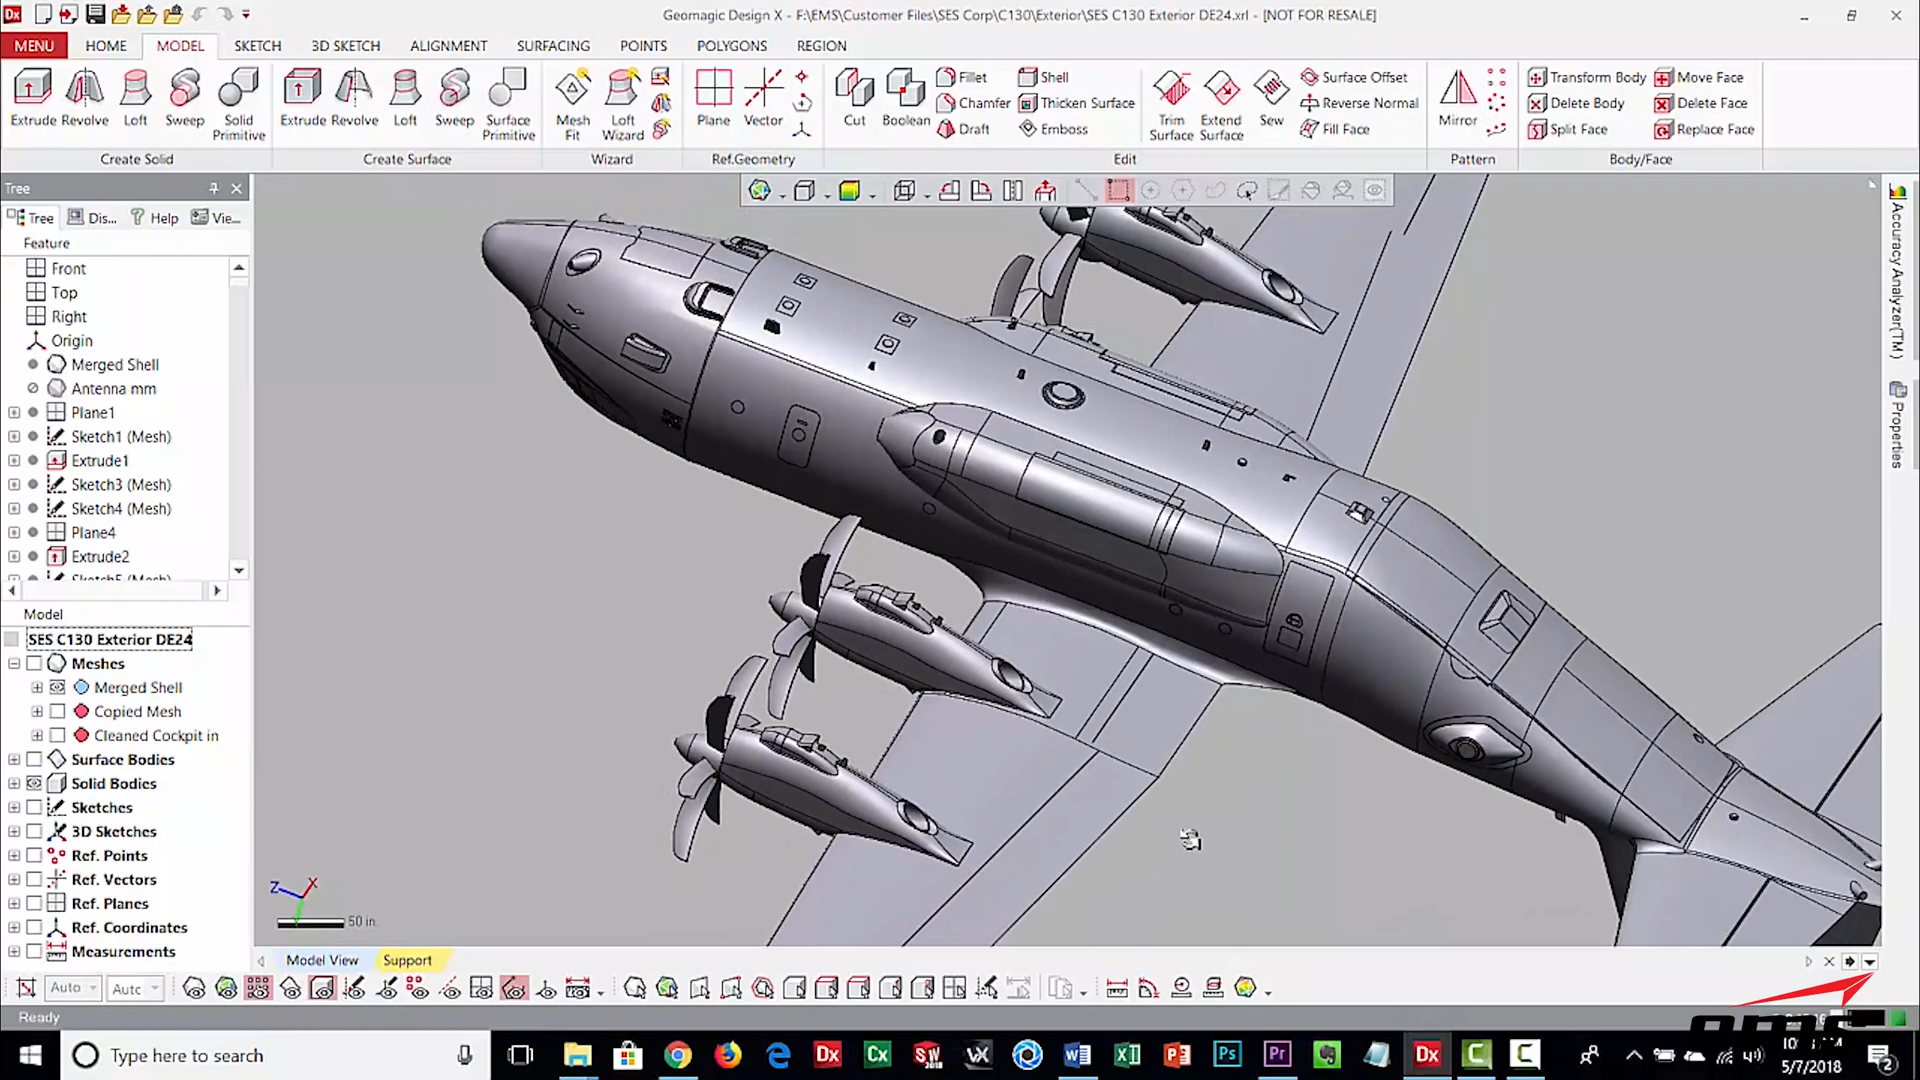 Geomagic Design X - F:\EMS\Customer Files\SES Corp\C130\Exterior\SES C130 Exterior DE24.xrl - [NOT FOR RESALE]
MENU HOME MODEL SKETCH 3D SKETCH ALIGNMENT SURFACING POINTS POLYGONS REGION
Extrude Revolve Loft Sweep Solid Primitive
Create Solid
Extrude Revolve Loft Sweep Surface Primitive
Create Surface
Mesh Fit Loft Wizard
Wizard
Plane Vector
Ref.Geometry
Cut Boolean Fillet Chamfer Draft Shell Thicken Surface Emboss Trim Surface Extend Surface Sew Surface Offset Reverse Normal Fill Face
Edit
Mirror
Pattern
Transform Body Delete Body Split Face Move Face Delete Face Replace Face
Body/Face
Tree
Tree Dis... Help Vie...
Feature
Front
Top
Right
Origin
Merged Shell
Antenna mm
Plane1
Sketch1 (Mesh)
Extrude1
Sketch3 (Mesh)
Sketch4 (Mesh)
Plane4
Extrude2
Sketch5 (Mesh)
Model
SES C130 Exterior DE24
Meshes
Merged Shell
Copied Mesh
Cleaned Cockpit in
Surface Bodies
Solid Bodies
Sketches
3D Sketches
Ref. Points
Ref. Vectors
Ref. Planes
Ref. Coordinates
Measurements
Accuracy Analyzer(TM)
Properties
Z X
50 in.
Model View Support
Auto Autc
Ready
Type here to search
5/7/2018
2